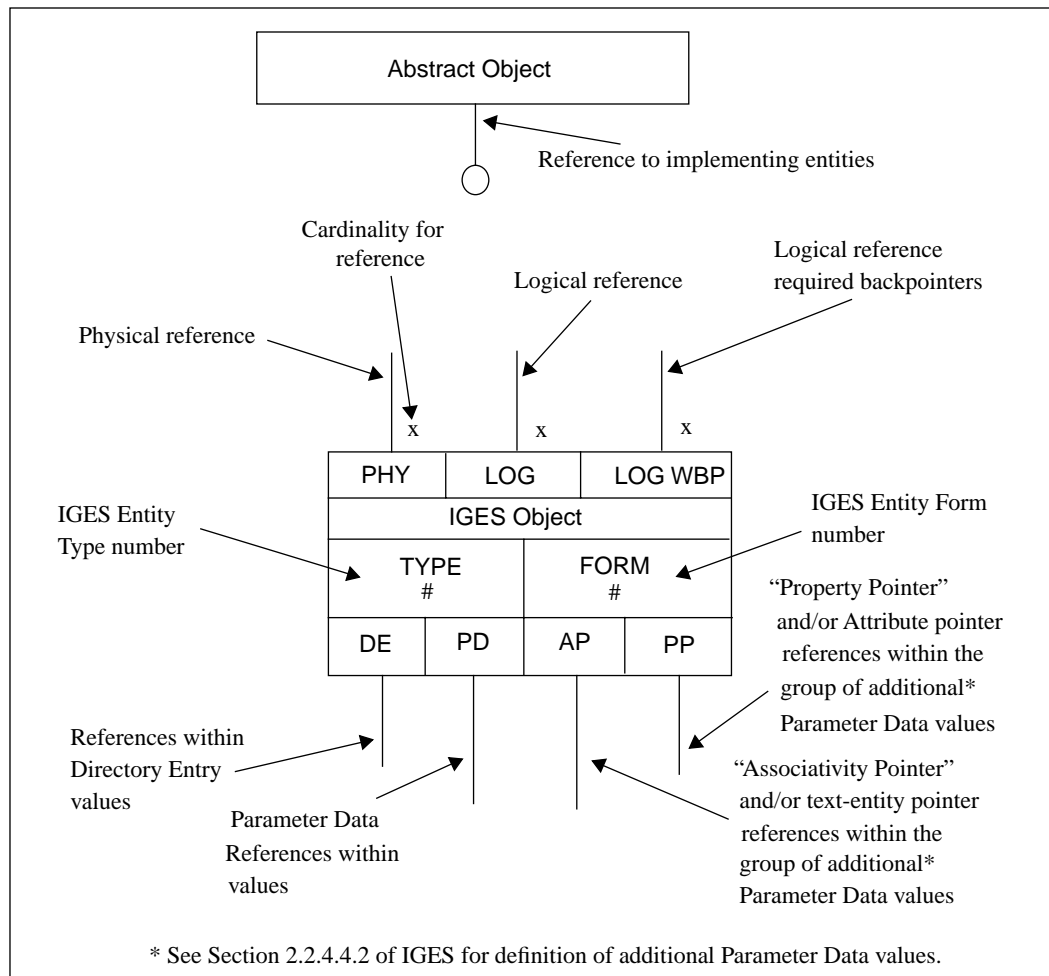 Abstract Object
Reference to implementing entities
Cardinality for
reference
Logical reference
Logical reference
required backpointers
Physical reference
x
x
x
PHY
LOG
LOG WBP
IGES Object
IGES Entity
Type number
IGES Entity Form
number
TYPE
#
FORM
#
DE
PD
AP
PP
“Property Pointer”
and/or Attribute pointer
references within the
group of additional*
Parameter Data values
References within
Directory Entry
values
Parameter Data
References within
values
“Associativity Pointer”
and/or text-entity pointer
references within the
group of additional*
Parameter Data values
* See Section 2.2.4.4.2 of IGES for definition of additional Parameter Data values.